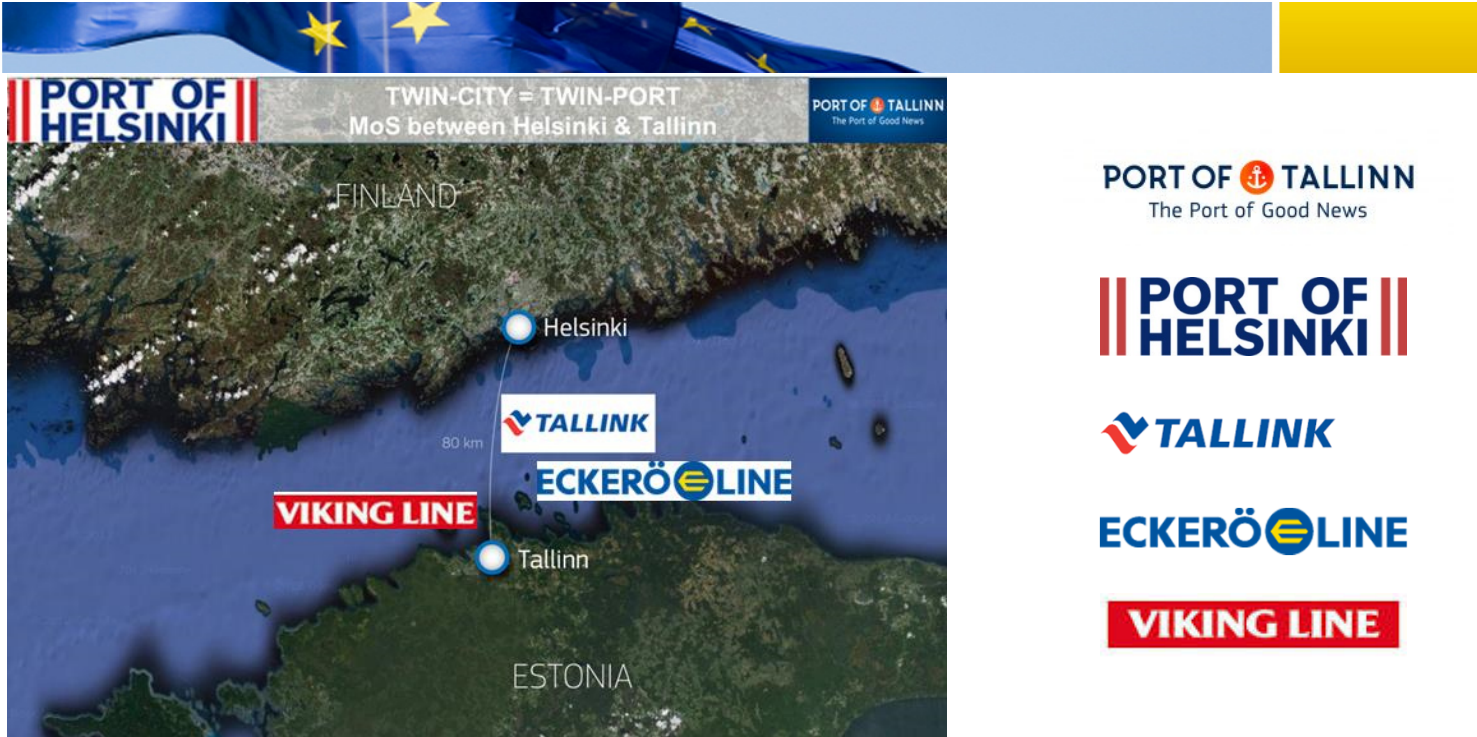 PORT OF
HELSINKI
TWIN-CITY = TWIN-PORT
MoS between Helsinki & Tallinn
PORT OF TALLINN
The Port of Good News
FINLAND
Helsinki
TALLINK
80 km
ECKERÖ LINE
VIKING LINE
Tallinn
ESTONIA
PORT OF TALLINN
The Port of Good News
PORT OF
HELSINKI
TALLINK
ECKERÖ LINE
VIKING LINE